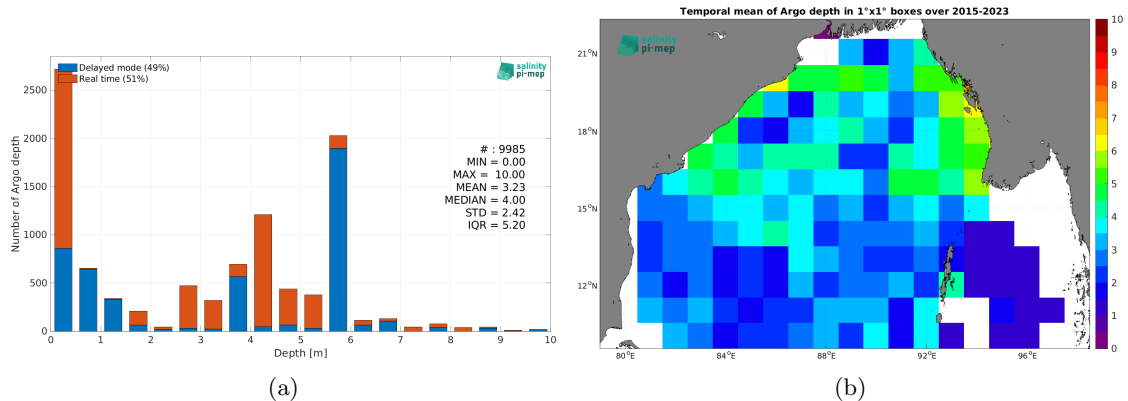 Delayed mode (49%)
Real time (51%)
salinity
pi-mep
# : 9985
MIN = 0.00
MAX = 10.00
MEAN = 3.23
MEDIAN = 4.00
STD = 2.42
IQR = 5.20
Number of Argo depth
2500
2000
1500
1000
500
0
0 1 2 3 4 5 6 7 8 9 10
Depth [m]
(a)
Temporal mean of Argo depth in 1°x1° boxes over 2015-2023
salinity
pi-mep
21°N
18°N
15°N
12°N
80°E 84°E 88°E 92°E 96°E
10
9
8
7
6
5
4
3
2
1
0
(b)